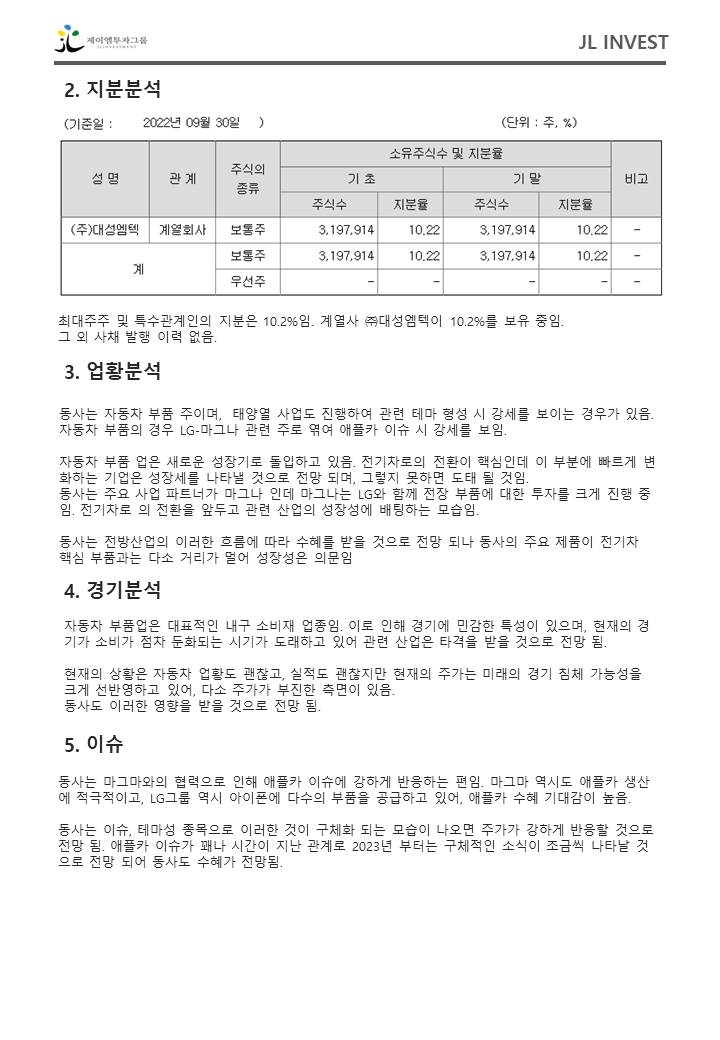 제이엘투자그룹
JLINVESTMENT
JL INVEST
2. 지분분석
(기준일 : 2022년 09월 30일 ) (단위 : 주, %)
성 명 관 계 주식의 종류 소유주식수 및 지분율 비고
기 초 기 말
주식수 지분율 주식수 지분율
(주)대성엠텍 계열회사 보통주 3,197,914 10.22 3,197,914 10.22 -
계 보통주 3,197,914 10.22 3,197,914 10.22 -
우선주 - - - - -
최대주주 및 특수관계인의 지분은 10.2%임. 계열사 ㈜대성엠텍이 10.2%를 보유 중임.
그 외 사채 발행 이력 없음.
3. 업황분석
동사는 자동차 부품 주이며, 태양열 사업도 진행하여 관련 테마 형성 시 강세를 보이는 경우가 있음.
자동차 부품의 경우 LG-마그나 관련 주로 엮여 애플카 이슈 시 강세를 보임.
자동차 부품 업은 새로운 성장기로 돌입하고 있음. 전기차로의 전환이 핵심인데 이 부분에 빠르게 변
화하는 기업은 성장세를 나타낼 것으로 전망 되며, 그렇지 못하면 도태 될 것임.
동사는 주요 사업 파트너가 마그나 인데 마그나는 LG와 함께 전장 부품에 대한 투자를 크게 진행 중
임. 전기차로 의 전환을 앞두고 관련 산업의 성장성에 배팅하는 모습임.
동사는 전방산업의 이러한 흐름에 따라 수혜를 받을 것으로 전망 되나 동사의 주요 제품이 전기차
핵심 부품과는 다소 거리가 멀어 성장성은 의문임
4. 경기분석
자동차 부품업은 대표적인 내구 소비재 업종임. 이로 인해 경기에 민감한 특성이 있으며, 현재의 경
기가 소비가 점차 둔화되는 시기가 도래하고 있어 관련 산업은 타격을 받을 것으로 전망 됨.
현재의 상황은 자동차 업황도 괜찮고, 실적도 괜찮지만 현재의 주가는 미래의 경기 침체 가능성을
크게 선반영하고 있어, 다소 주가가 부진한 측면이 있음.
동사도 이러한 영향을 받을 것으로 전망 됨.
5. 이슈
동사는 마그마와의 협력으로 인해 애플카 이슈에 강하게 반응하는 편임. 마그마 역시도 애플카 생산
에 적극적이고, LG그룹 역시 아이폰에 다수의 부품을 공급하고 있어, 애플카 수혜 기대감이 높음.
동사는 이슈, 테마성 종목으로 이러한 것이 구체화 되는 모습이 나오면 주가가 강하게 반응할 것으로
전망 됨. 애플카 이슈가 꽤나 시간이 지난 관계로 2023년 부터는 구체적인 소식이 조금씩 나타날 것
으로 전망 되어 동사도 수혜가 전망됨.